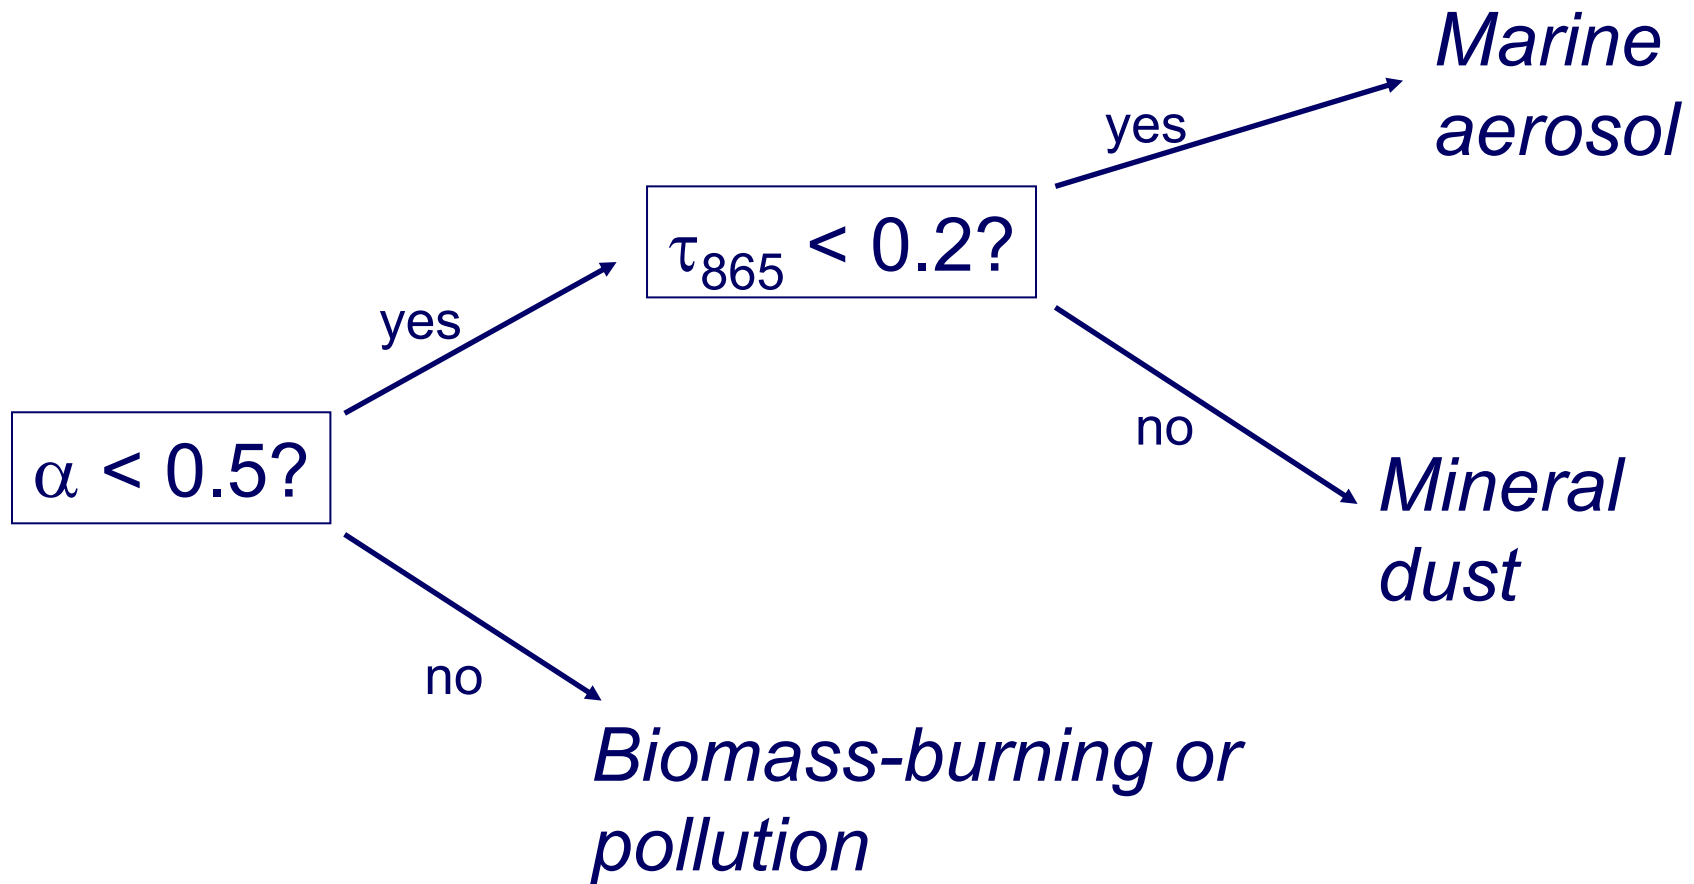 Marine
aerosol
yes
τ865 < 0.2?
yes
no
α < 0.5?
Mineral
dust
no
Biomass-burning or
pollution